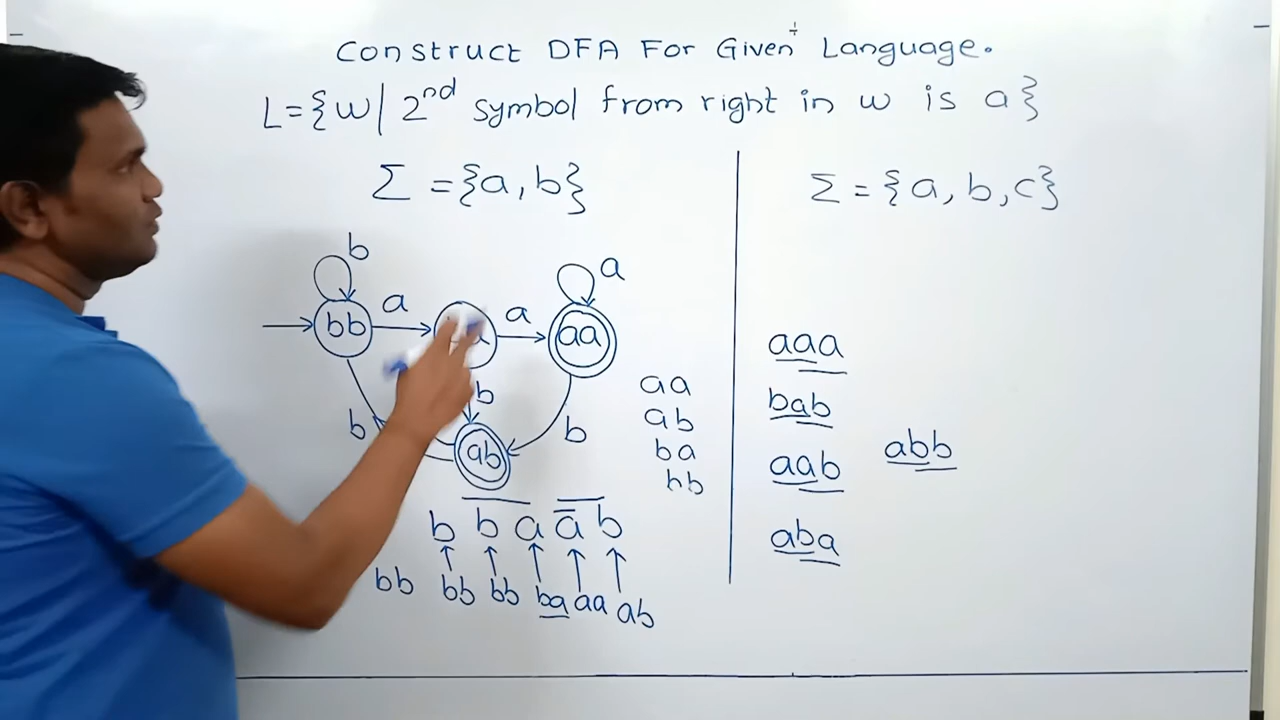 Construct DFA For Given Language.
L={w| 2nd symbol from right in w is a}
Σ={a,b}
Σ={a,b,c}
b
a
a
a
bb
aa
b
b
b
ab
aa
ab
ba
bb
b b a a b
bb bb bb ba aa ab
aaa
bab
aab
abb
aba